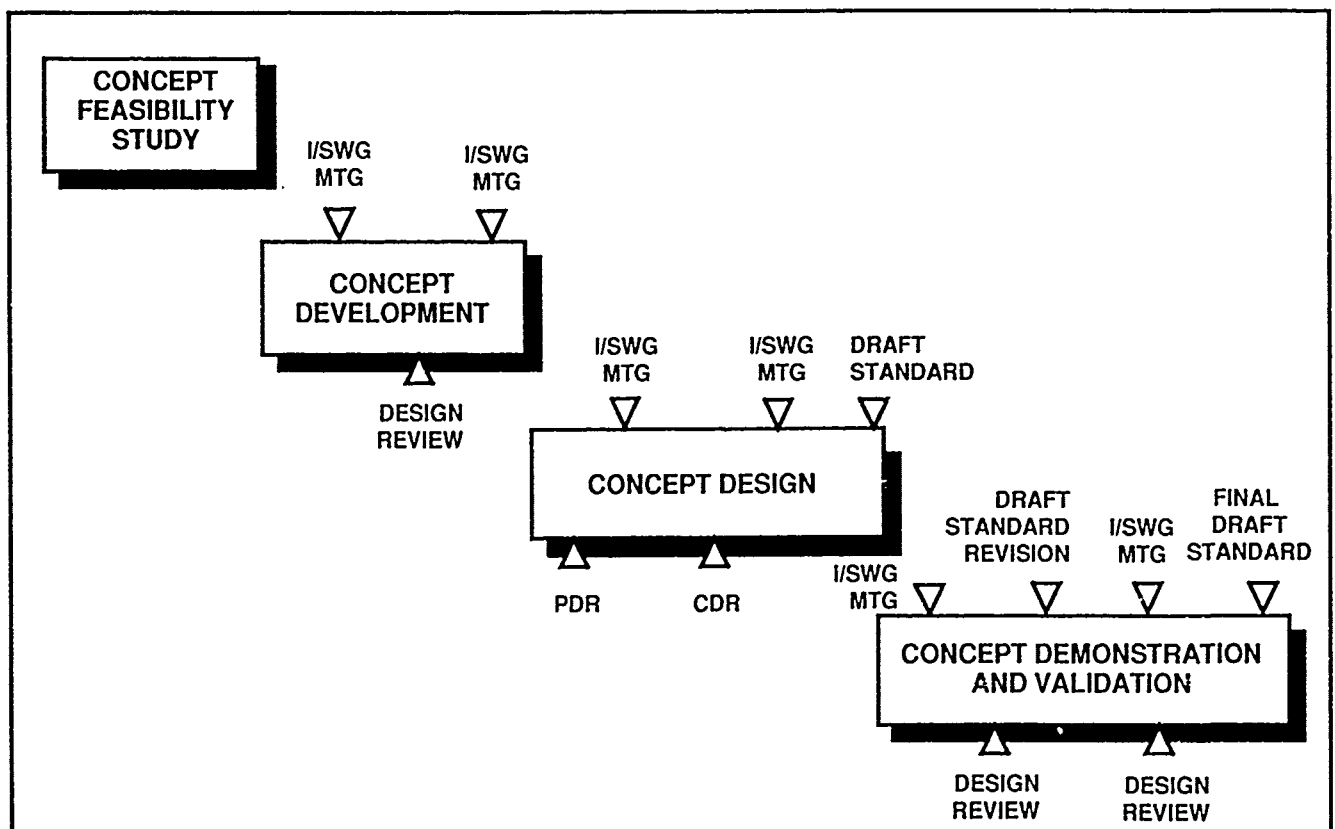 CONCEPT
FEASIBILITY
STUDY
I/SWG
MTG
I/SWG
MTG
CONCEPT
DEVELOPMENT
DESIGN
REVIEW
I/SWG
MTG
I/SWG
MTG
DRAFT
STANDARD
CONCEPT DESIGN
PDR
CDR
I/SWG
MTG
DRAFT
STANDARD
REVISION
I/SWG
MTG
FINAL
DRAFT
STANDARD
CONCEPT DEMONSTRATION
AND VALIDATION
DESIGN
REVIEW
DESIGN
REVIEW